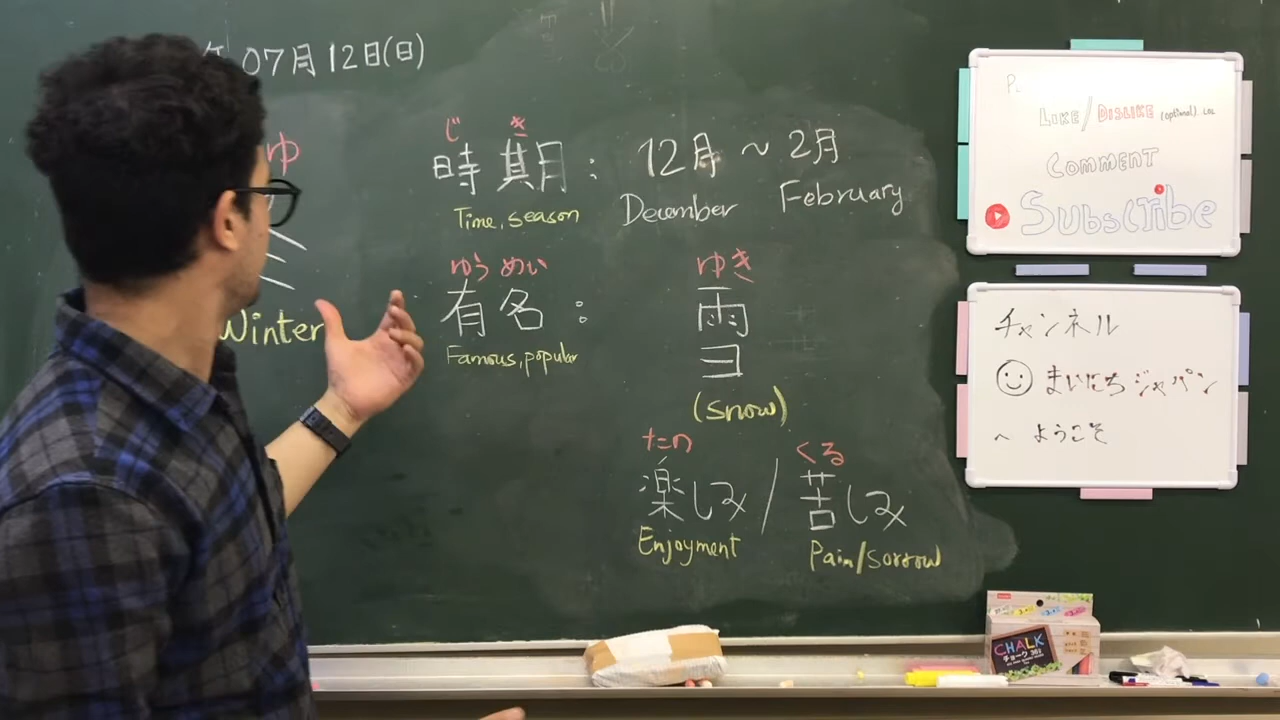 07月12日(日)
ゆ
Winter
じ き
時期: 12月 ~ 2月
Time, season December February
ゆう めい ゆき
有名: 雪
Famous, popular (snow)
たの くる
楽しみ / 苦しみ
Enjoyment Pain/sorrow
LIKE/DISLIKE (optional) LOL
COMMENT
SUBSCRIBE
チャンネル
まいにちジャパン
へ ようこそ
CHALK
チョーク